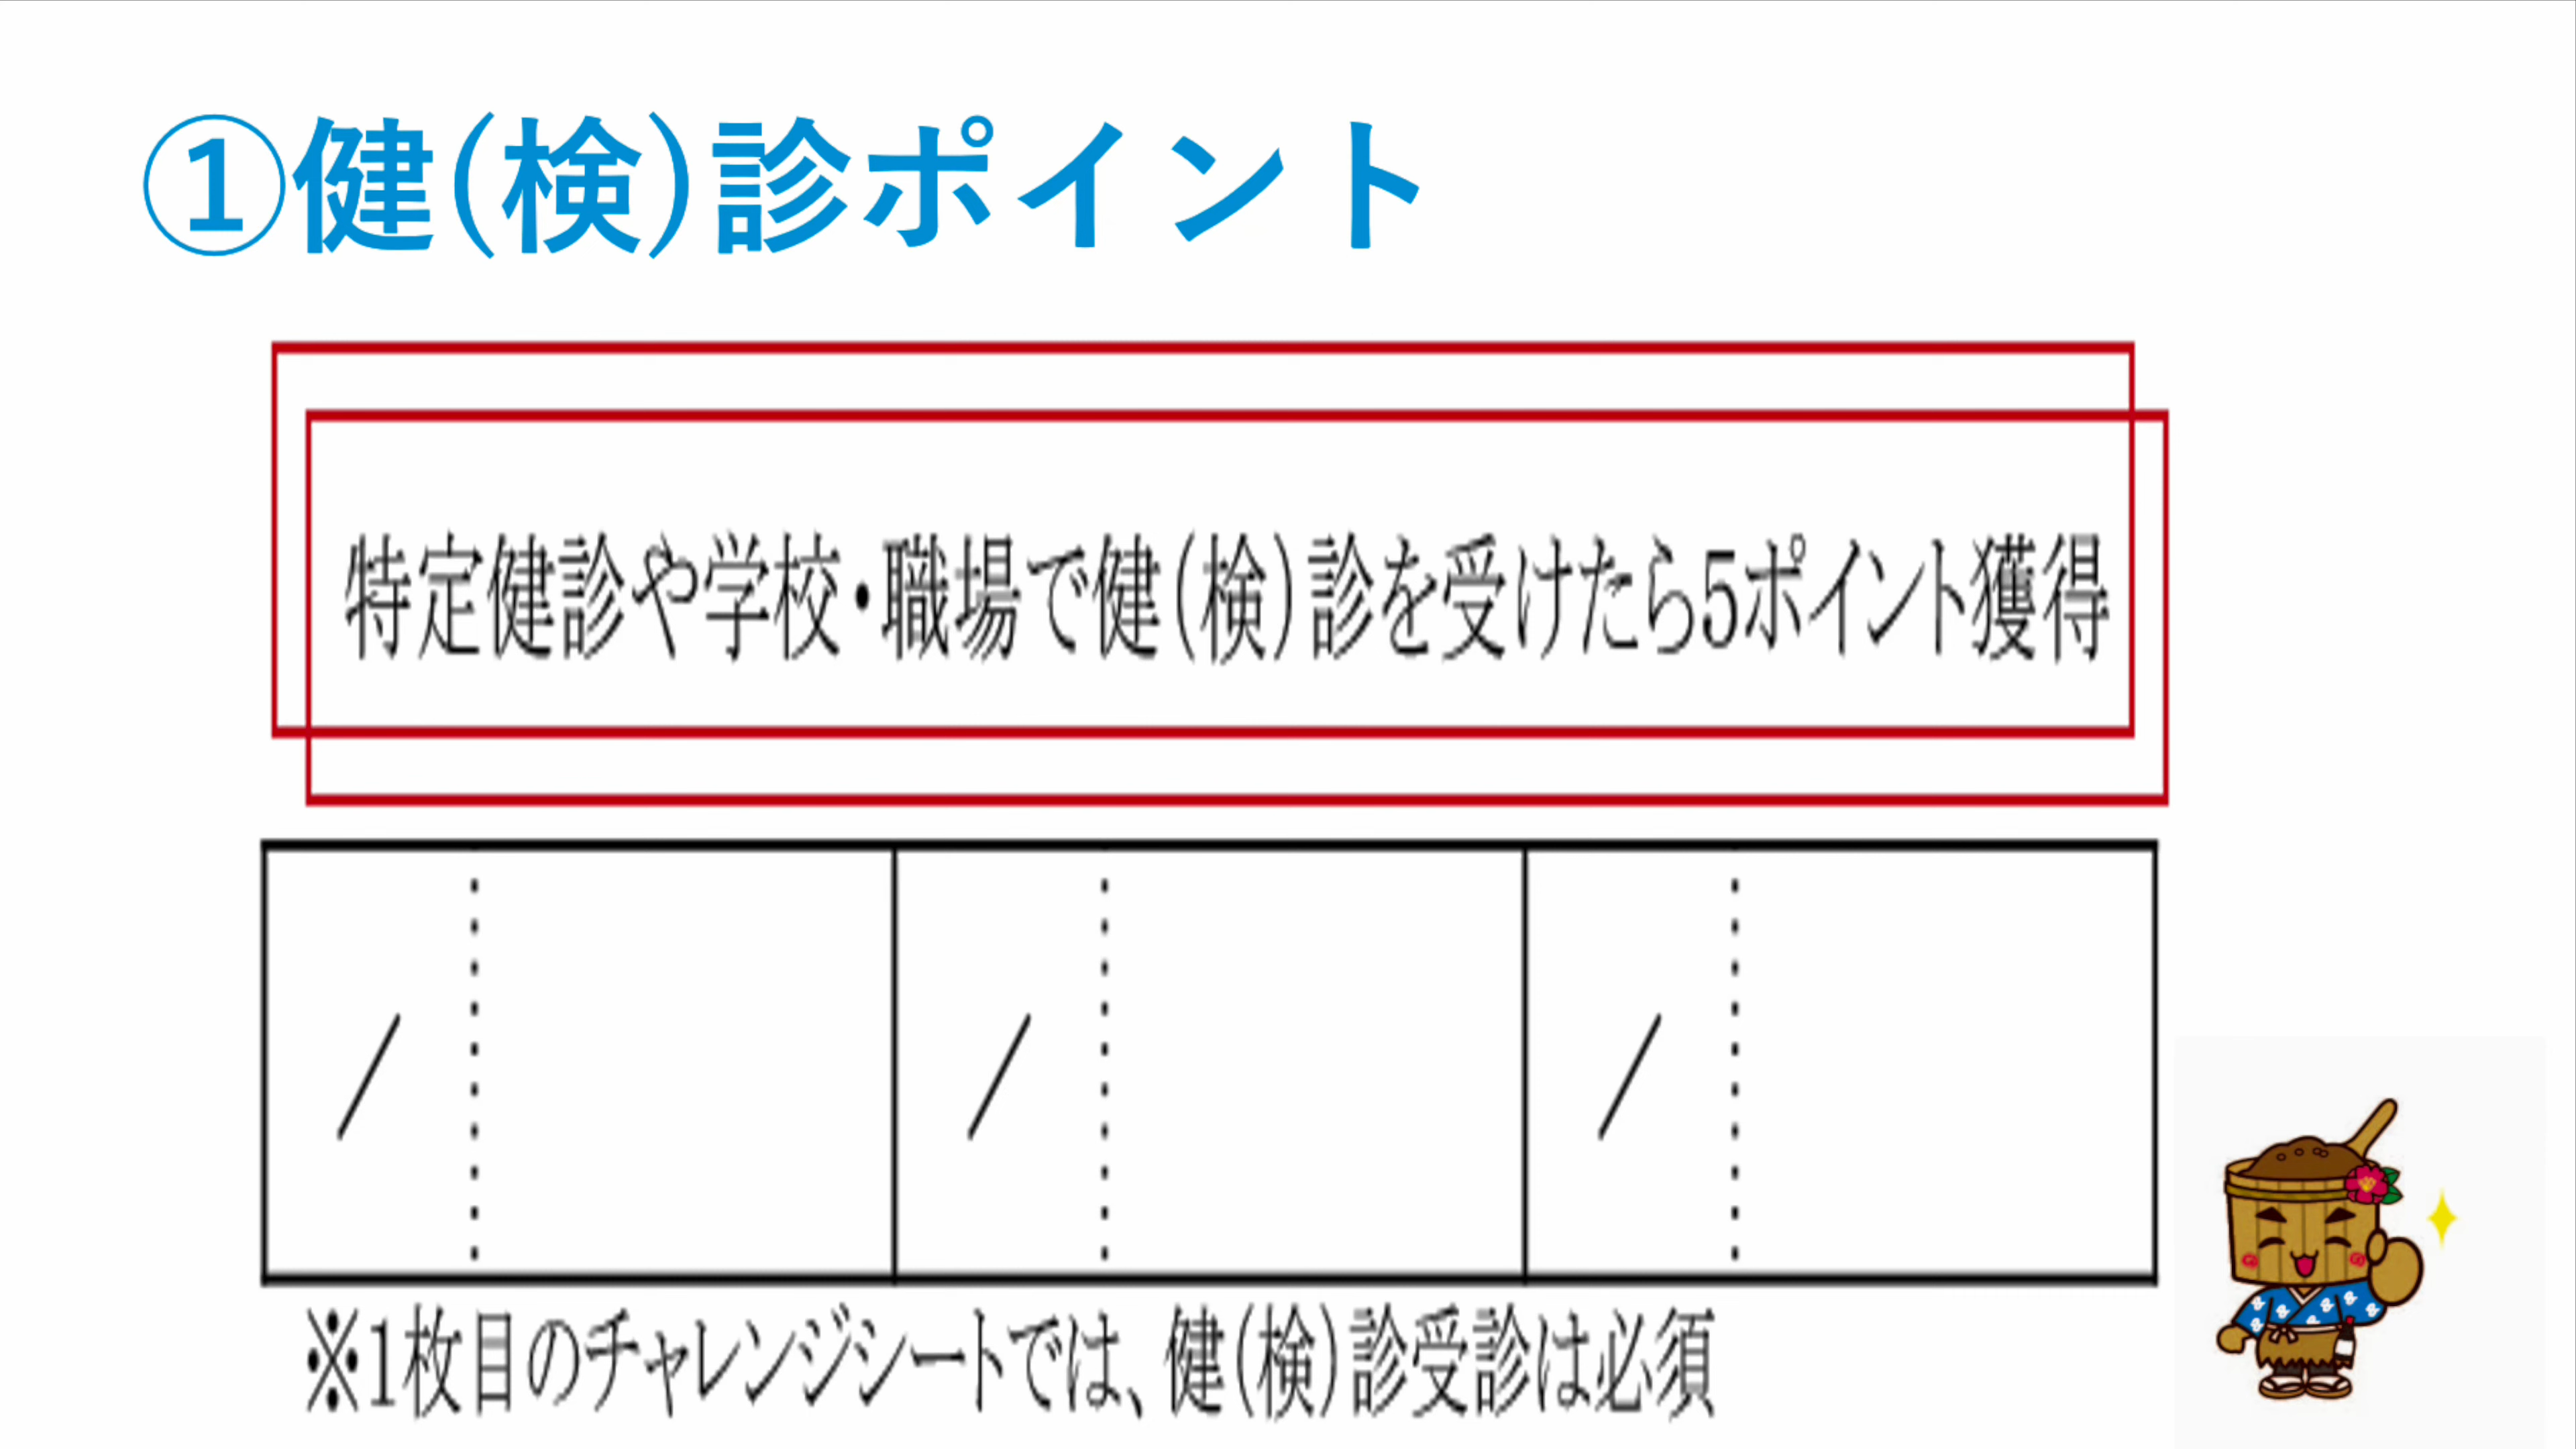 ①健(検)診ポイント
特定健診や学校・職場で健(検)診を受けたら5ポイント獲得
/ / /
※1枚目のチャレンジシートでは、健(検)診受診は必須